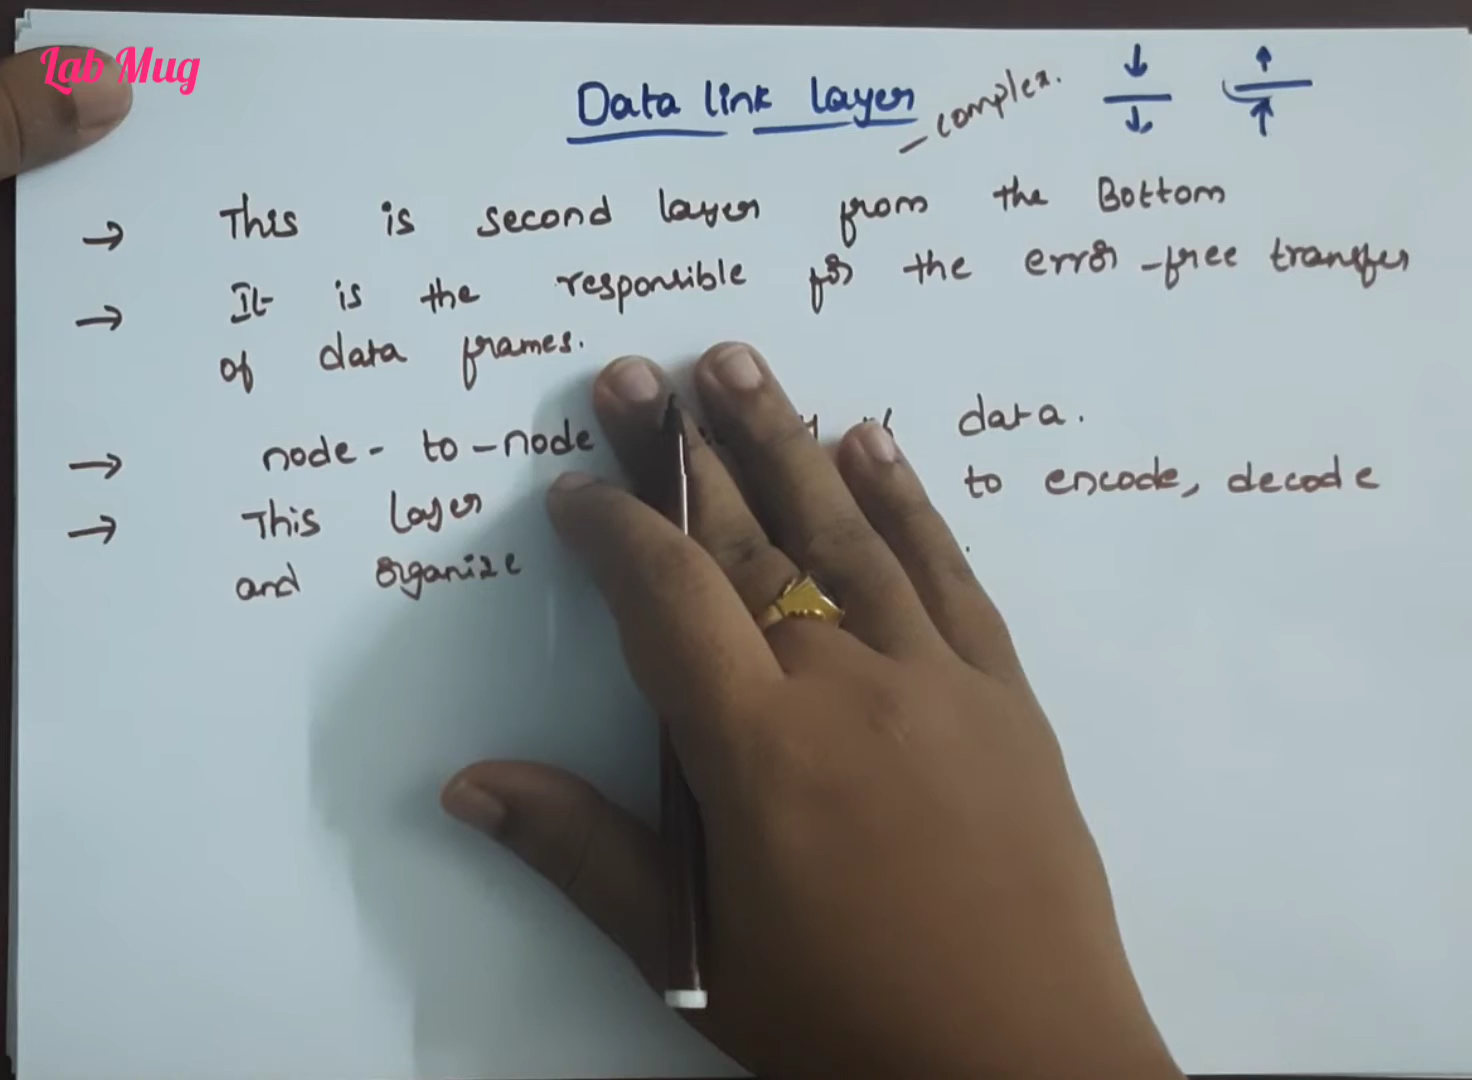 Lab Mug
Data link layer
- complex.
→ This is second layer from the Bottom
→ It is the responsible for the error-free transfer
of data frames.
→ node-to-node data.
→ This layer to encode, decode
and organize